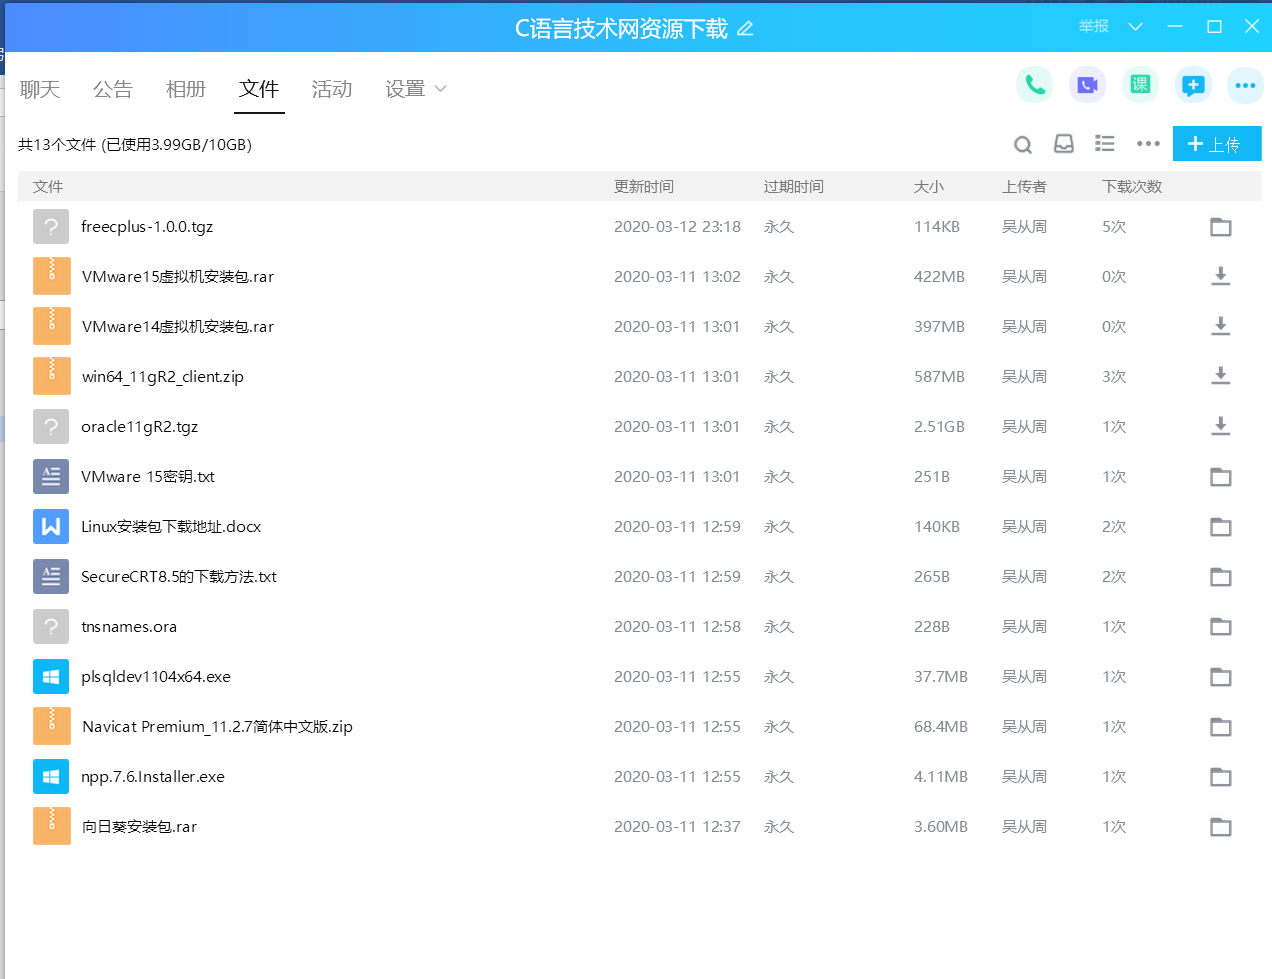 C语言技术网资源下载 举报
聊天 公告 相册 文件 活动 设置 课
共13个文件 (已使用3.99GB/10GB) 上传
文件 更新时间 过期时间 大小 上传者 下载次数
freecplus-1.0.0.tgz 2020-03-12 23:18 永久 114KB 吴从周 5次
VMware15虚拟机安装包.rar 2020-03-11 13:02 永久 422MB 吴从周 0次
VMware14虚拟机安装包.rar 2020-03-11 13:01 永久 397MB 吴从周 0次
win64_11gR2_client.zip 2020-03-11 13:01 永久 587MB 吴从周 3次
oracle11gR2.tgz 2020-03-11 13:01 永久 2.51GB 吴从周 1次
VMware 15密钥.txt 2020-03-11 13:01 永久 251B 吴从周 1次
Linux安装包下载地址.docx 2020-03-11 12:59 永久 140KB 吴从周 2次
SecureCRT8.5的下载方法.txt 2020-03-11 12:59 永久 265B 吴从周 2次
tnsnames.ora 2020-03-11 12:58 永久 228B 吴从周 1次
plsqldev1104x64.exe 2020-03-11 12:55 永久 37.7MB 吴从周 1次
Navicat Premium_11.2.7简体中文版.zip 2020-03-11 12:55 永久 68.4MB 吴从周 1次
npp.7.6.Installer.exe 2020-03-11 12:55 永久 4.11MB 吴从周 1次
向日葵安装包.rar 2020-03-11 12:37 永久 3.60MB 吴从周 1次